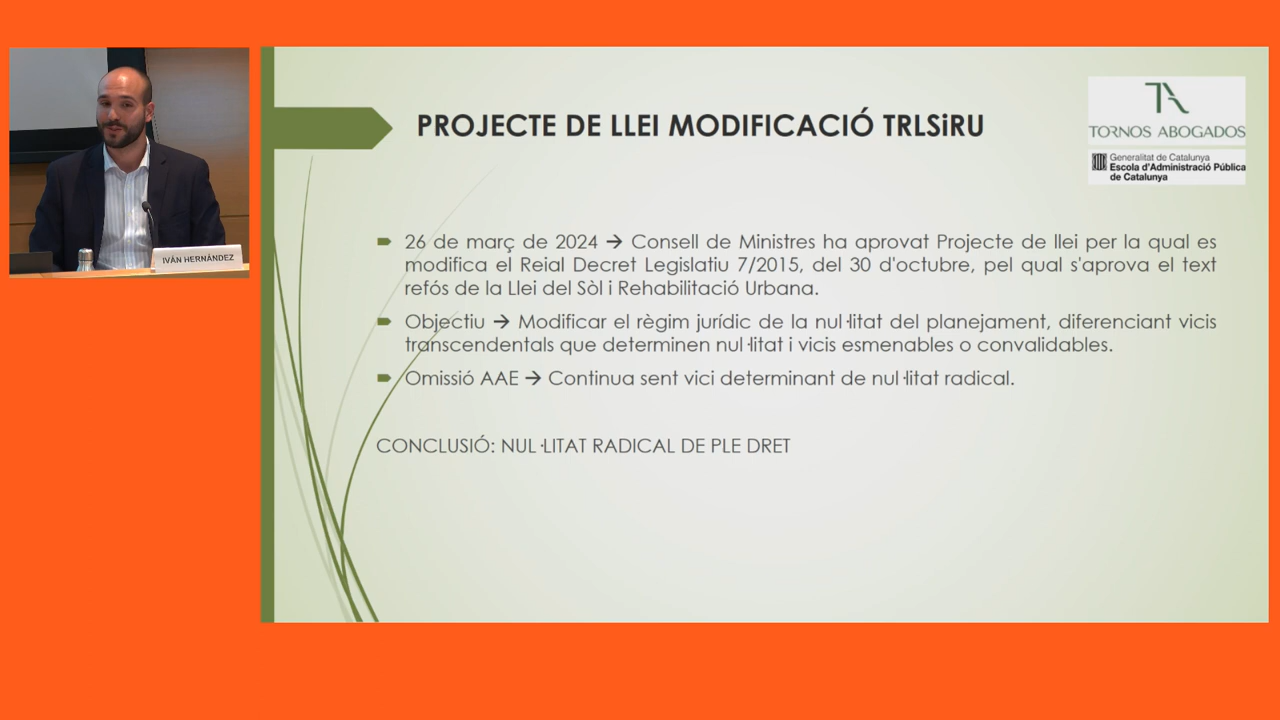 IVÁN HERNÁNDEZ
PROJECTE DE LLEI MODIFICACIÓ TRLSiRU
TORNOS ABOGADOS
Generalitat de Catalunya
Escola d'Administració Pública
de Catalunya
26 de març de 2024 → Consell de Ministres ha aprovat Projecte de llei per la qual es
modifica el Reial Decret Legislatiu 7/2015, del 30 d'octubre, pel qual s'aprova el text
refós de la Llei del Sòl i Rehabilitació Urbana.
Objectiu → Modificar el règim jurídic de la nul·litat del planejament, diferenciant vicis
transcendentals que determinen nul·litat i vicis esmenables o convalidables.
Omissió AAE → Continua sent vici determinant de nul·litat radical.
CONCLUSIÓ: NUL·LITAT RADICAL DE PLE DRET